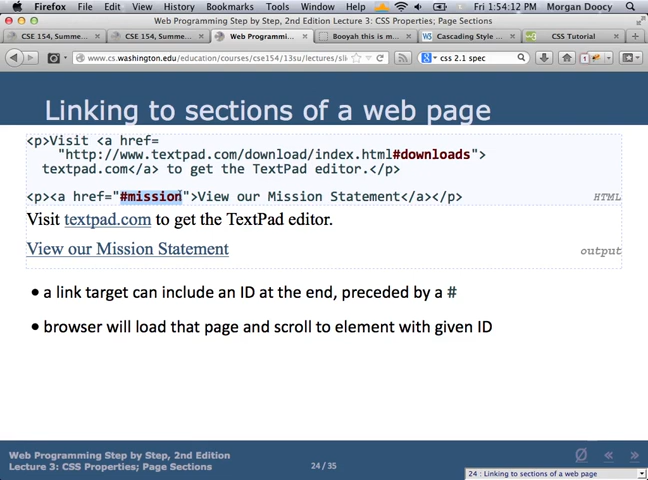 Firefox File Edit View History Bookmarks Tools Window Help Fri 1:54:12 PM Morgan Doocy
Web Programming Step by Step, 2nd Edition Lecture 3: CSS Properties; Page Sections
CSE 154, Summe... CSE 154, Summe... Web Programmi... Booyah this is m... Cascading Style ... CSS Tutorial
www.cs.washington.edu/education/courses/cse154/13su/lectures/sli css 2.1 spec
Linking to sections of a web page
<p>Visit <a href=
"http://www.textpad.com/download/index.html#downloads">
textpad.com</a> to get the TextPad editor.</p>
<p><a href="#mission">View our Mission Statement</a></p>
HTML
Visit textpad.com to get the TextPad editor.
View our Mission Statement
output
• a link target can include an ID at the end, preceded by a #
• browser will load that page and scroll to element with given ID
Web Programming Step by Step, 2nd Edition
Lecture 3: CSS Properties; Page Sections
24 / 35
Ø « »
24 : Linking to sections of a web page